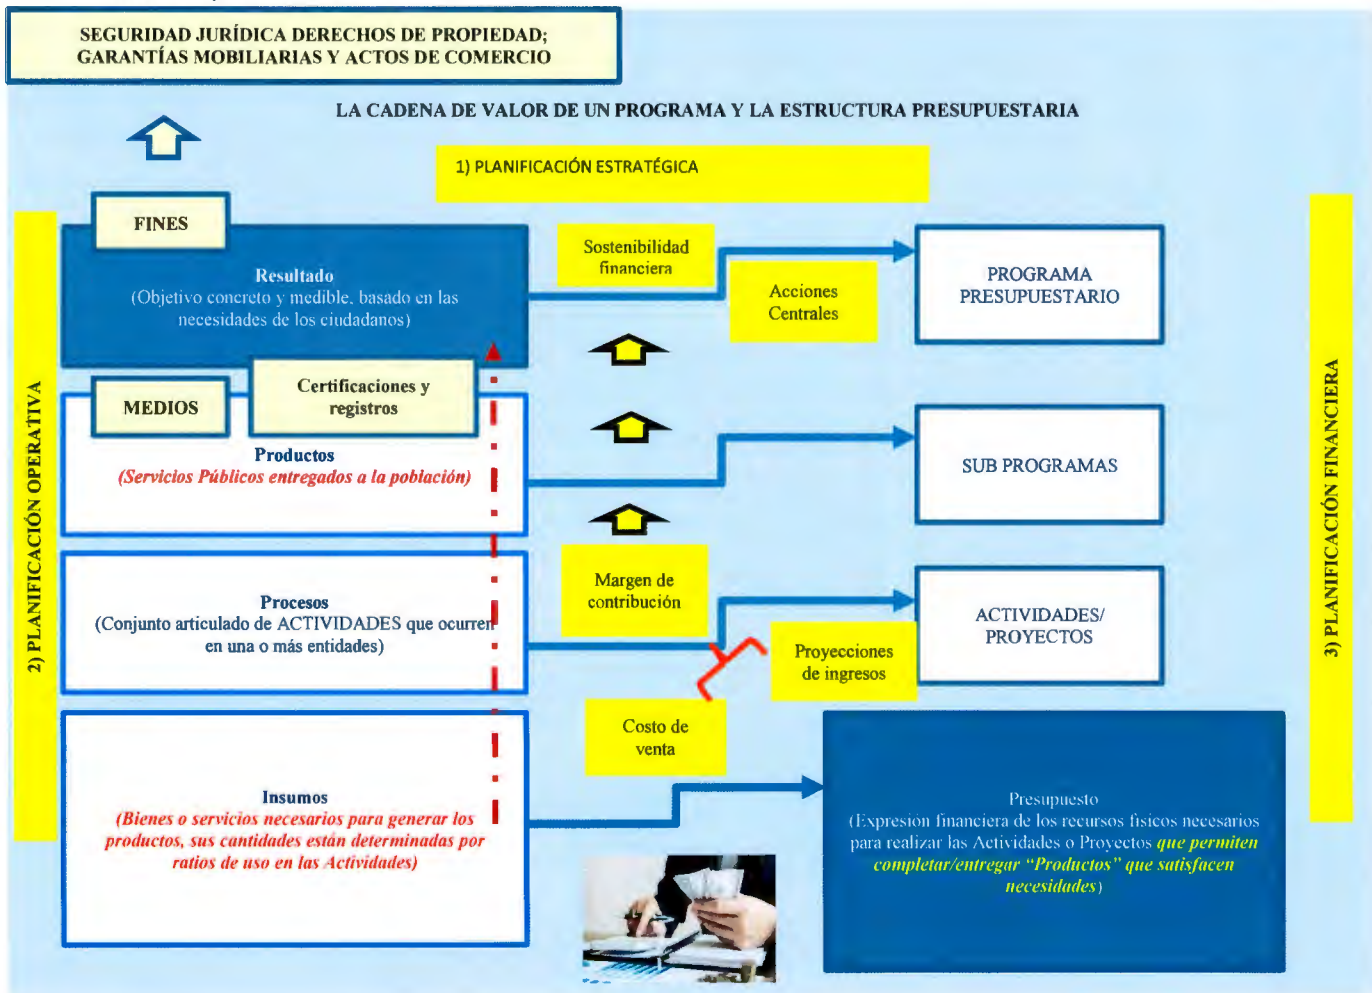 SEGURIDAD JURÍDICA DERECHOS DE PROPIEDAD;
GARANTÍAS MOBILIARIAS Y ACTOS DE COMERCIO
LA CADENA DE VALOR DE UN PROGRAMA Y LA ESTRUCTURA PRESUPUESTARIA
1) PLANIFICACIÓN ESTRATÉGICA
2) PLANIFICACIÓN OPERATIVA
FINES
Resultado
(Objetivo concreto y medible, basado en las
necesidades de los ciudadanos)
Sostenibilidad
financiera
Acciones
Centrales
PROGRAMA
PRESUPUESTARIO
MEDIOS
Certificaciones y
registros
Productos
(Servicios Públicos entregados a la población)
SUB PROGRAMAS
Procesos
(Conjunto articulado de ACTIVIDADES que ocurren
en una o más entidades)
Margen de
contribución
Proyecciones
de ingresos
ACTIVIDADES/
PROYECTOS
Insumos
(Bienes o servicios necesarios para generar los
productos, sus cantidades están determinadas por
ratios de uso en las Actividades)
Costo de
venta
Presupuesto
(Expresión financiera de los recursos físicos necesarios
para realizar las Actividades o Proyectos que permiten
completar/entregar “Productos” que satisfacen
necesidades)
3) PLANIFICACIÓN FINANCIERA